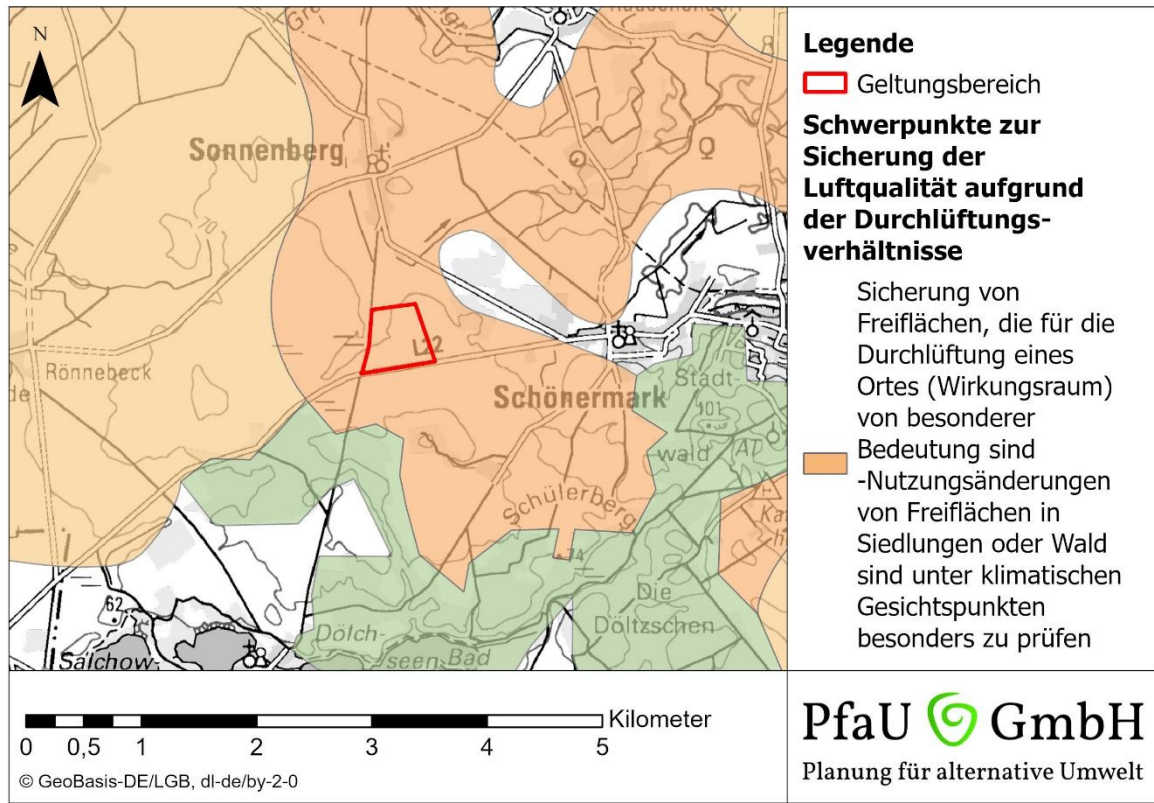 N
Sonnenberg
L22
Rönnebeck
Schönermark
Stadt-
101
wald
AT
Schülerberg
74
Die
Döltzschen
62
Dölch-
seen Bad
Salchow-
Legende
Geltungsbereich
Schwerpunkte zur
Sicherung der
Luftqualität aufgrund
der Durchlüftungs-
verhältnisse
Sicherung von
Freiflächen, die für die
Durchlüftung eines
Ortes (Wirkungsraum)
von besonderer
Bedeutung sind
-Nutzungsänderungen
von Freiflächen in
Siedlungen oder Wald
sind unter klimatischen
Gesichtspunkten
besonders zu prüfen
Kilometer
0 0,5 1 2 3 4 5
© GeoBasis-DE/LGB, dl-de/by-2-0
PfaU GmbH
Planung für alternative Umwelt